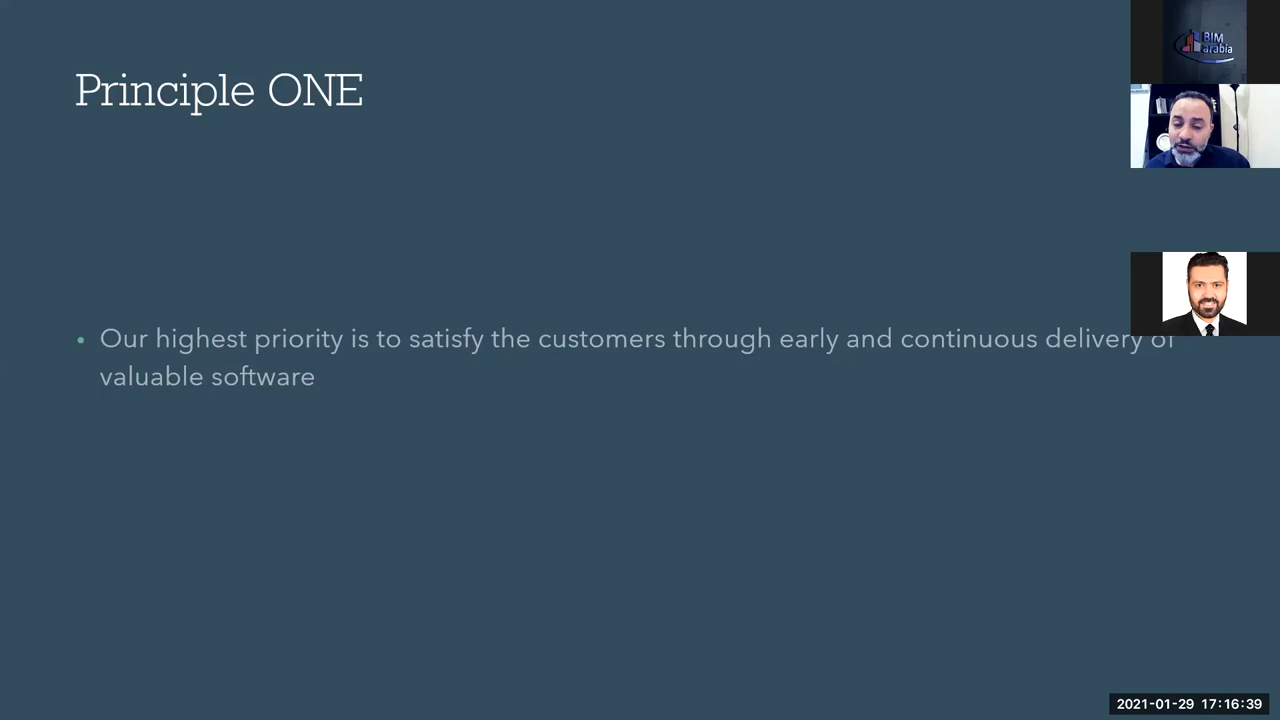 Principle ONE
BIM
arabia
• Our highest priority is to satisfy the customers through early and continuous delivery of
valuable software
2021-01-29 17:16:39